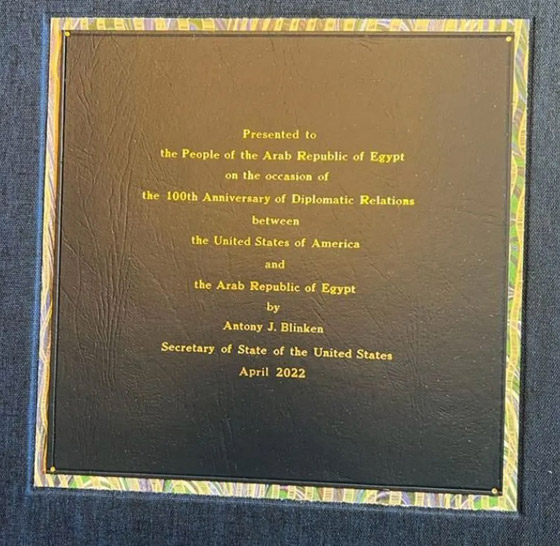 Presented to
the People of the Arab Republic of Egypt
on the occasion of
the 100th Anniversary of Diplomatic Relations
between
the United States of America
and
the Arab Republic of Egypt
by
Antony J. Blinken
Secretary of State of the United States
April 2022